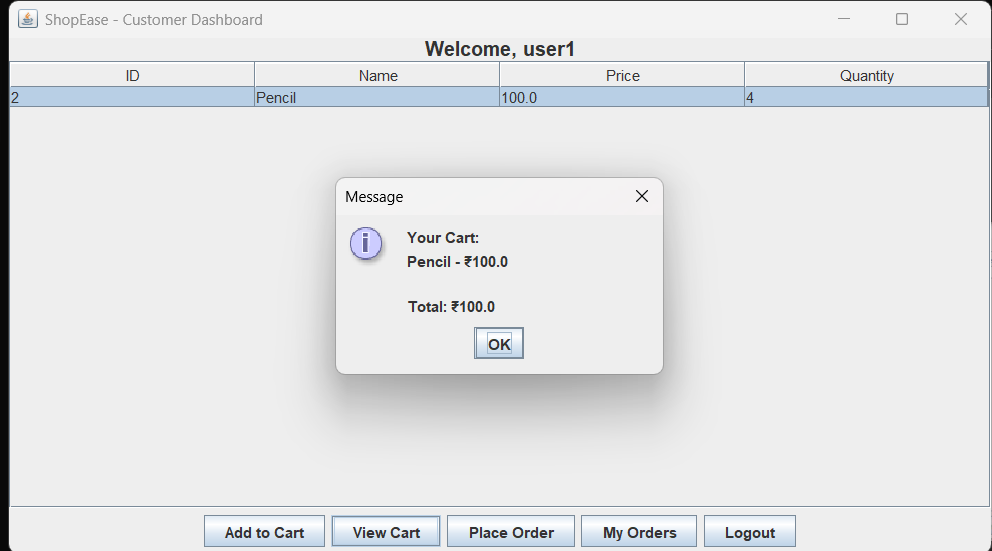 ShopEase - Customer Dashboard
Welcome, user1
ID Name Price Quantity
2 Pencil 100.0 4
Message
i
Your Cart:
Pencil - ₹100.0
Total: ₹100.0
OK
Add to Cart View Cart Place Order My Orders Logout